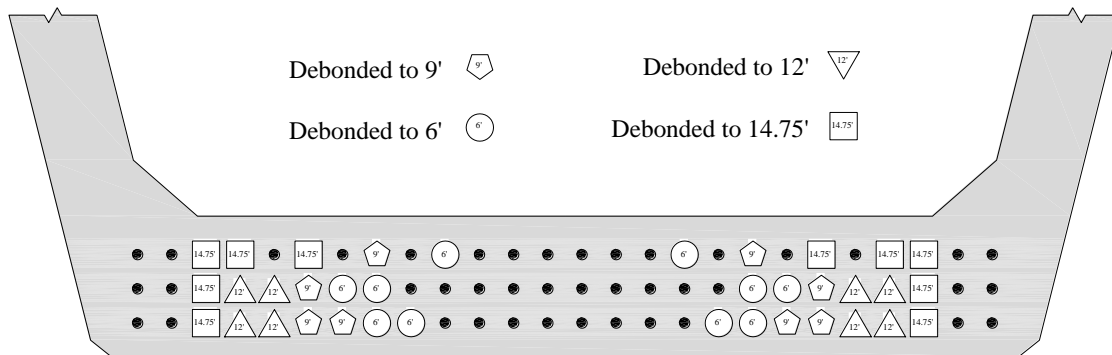 Debonded to 9' 9' Debonded to 12' 12'
Debonded to 6' 6' Debonded to 14.75' 14.75'
14.75' 14.75' 14.75' 9' 6' 6' 9' 14.75' 14.75' 14.75'
14.75' 12' 12' 9' 6' 6' 6' 6' 9' 12' 12' 14.75'
14.75' 12' 12' 9' 9' 6' 6' 6' 6' 9' 9' 12' 12' 14.75'